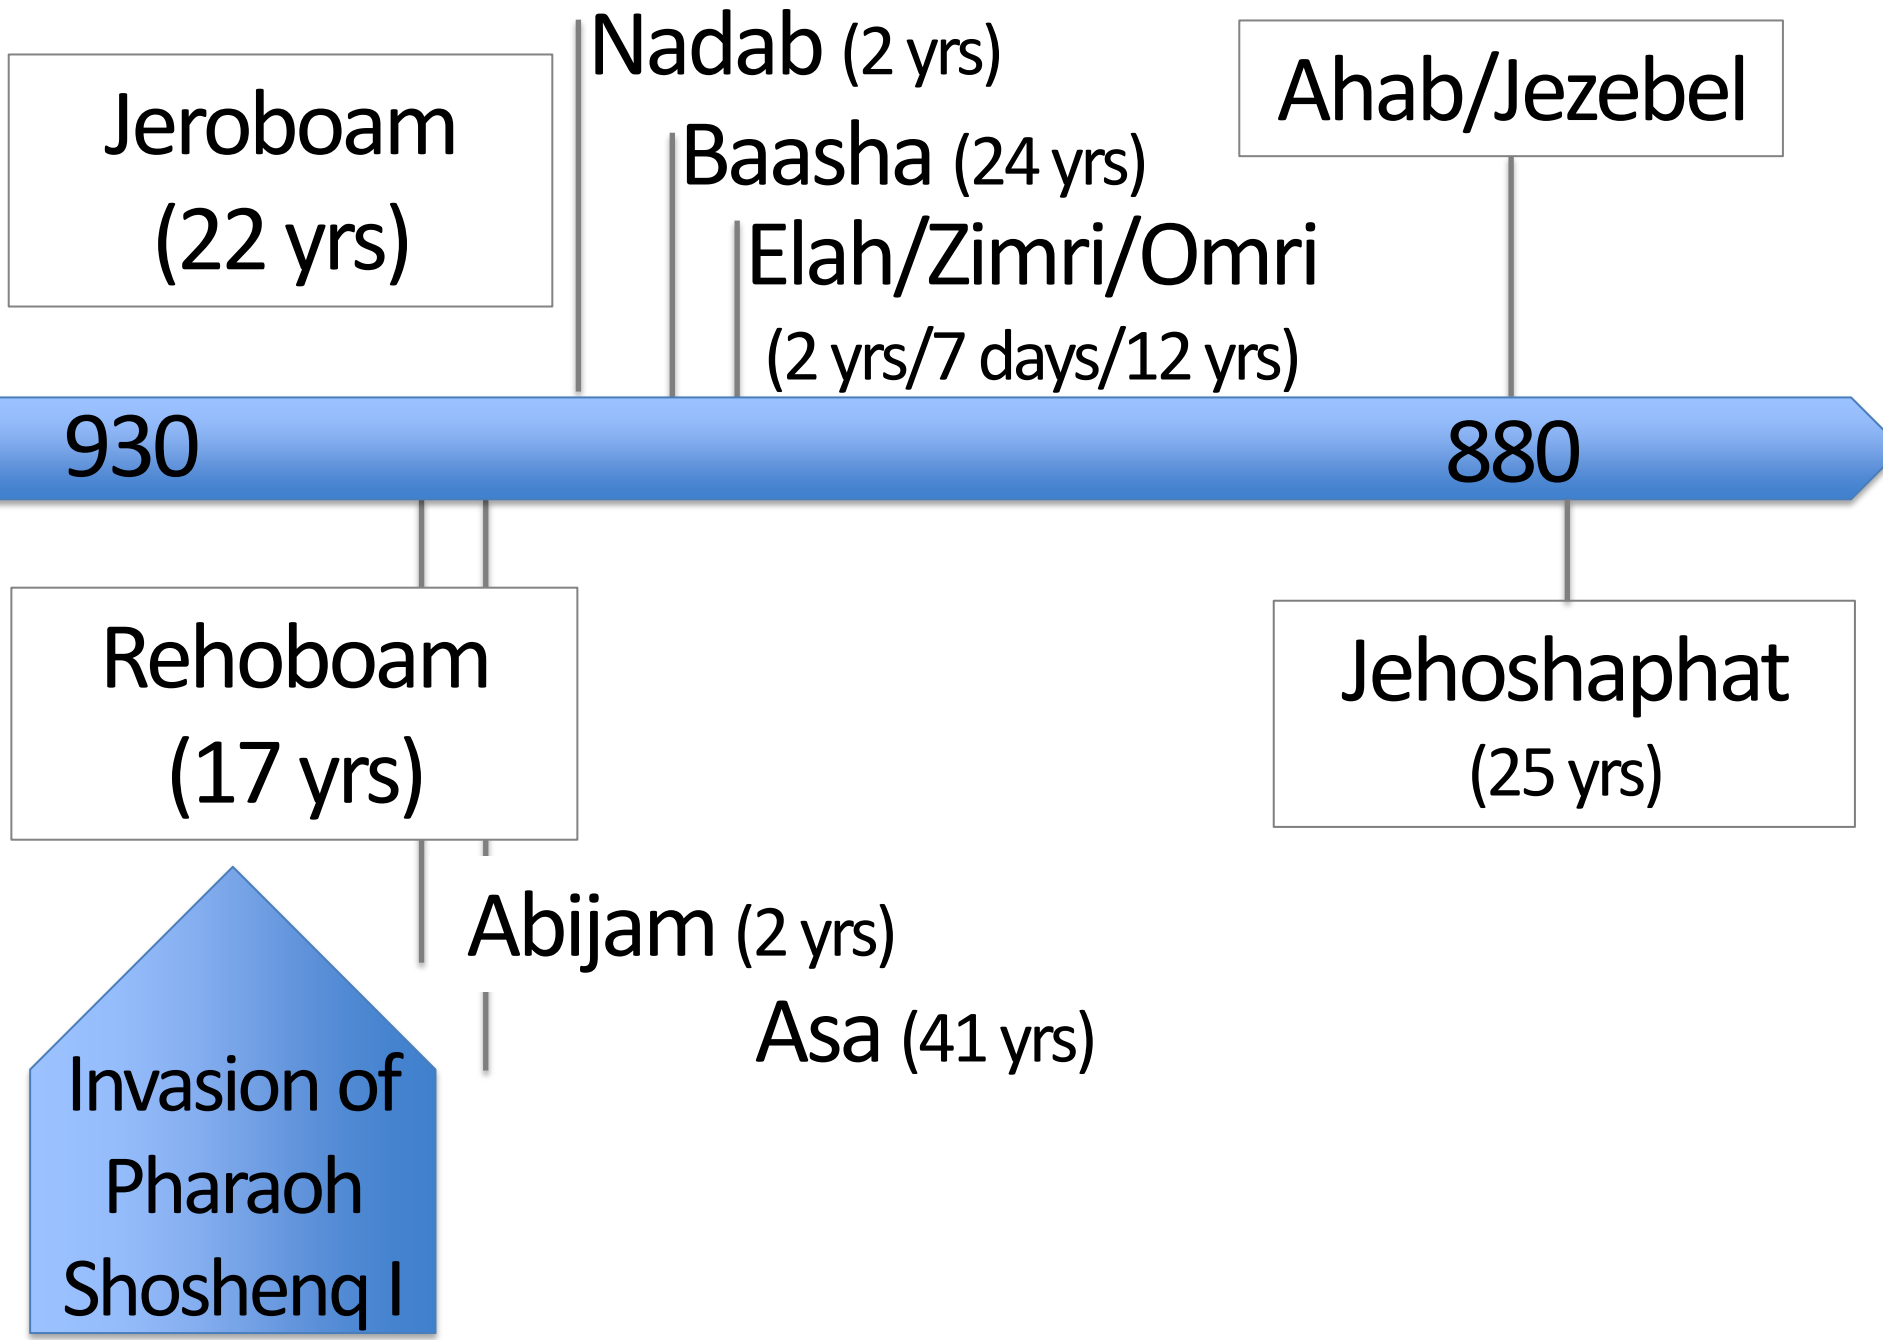 Nadab (2 yrs)
Jeroboam
(22 yrs)
Baasha (24 yrs)
Elah/Zimri/Omri
(2 yrs/7 days/12 yrs)
Ahab/Jezebel
930
880
Rehoboam
(17 yrs)
Jehoshaphat
(25 yrs)
Abijam (2 yrs)
Asa (41 yrs)
Invasion of
Pharaoh
Shoshenq I